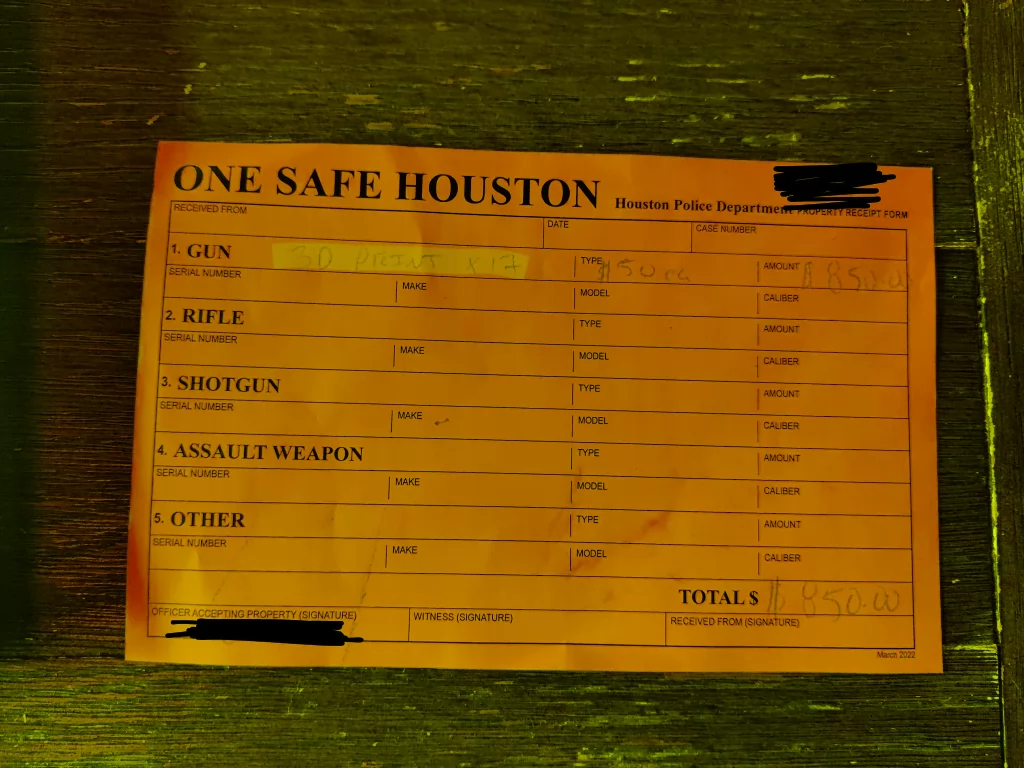 ONE SAFE HOUSTON Houston Police Department PROPERTY RECEIPT FORM
RECEIVED FROM DATE CASE NUMBER
1. GUN 3D PRINT X 17 TYPE $50 ea AMOUNT $850.00
SERIAL NUMBER MAKE MODEL CALIBER
2. RIFLE TYPE AMOUNT
SERIAL NUMBER MAKE MODEL CALIBER
3. SHOTGUN TYPE AMOUNT
SERIAL NUMBER MAKE MODEL CALIBER
4. ASSAULT WEAPON TYPE AMOUNT
SERIAL NUMBER MAKE MODEL CALIBER
5. OTHER TYPE AMOUNT
SERIAL NUMBER MAKE MODEL CALIBER
TOTAL $ $850.00
OFFICER ACCEPTING PROPERTY (SIGNATURE) WITNESS (SIGNATURE) RECEIVED FROM (SIGNATURE)
March 2022